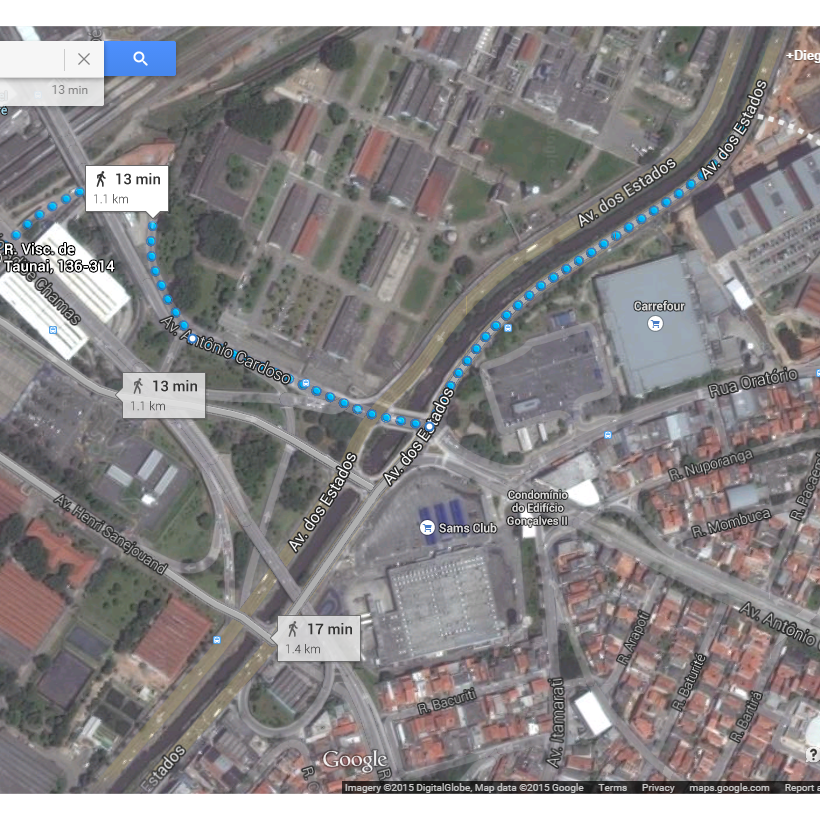 +Dieg
13 min
e
13 min
1.1 km
R. Visc. de
Taunai, 136-314
Chamas
Av. dos Estados
Av. dos Estados
Carrefour
Av. Antônio Cardoso
13 min
1.1 km
Rua Oratório
Av. dos Estados
Av. dos Estados
R. Nuporanga
R. Mombuca
Condomínio
do Edifício
Gonçalves II
Sams Club
Av. Henri Sanejouand
Av. Antônio
17 min
1.4 km
R. Arapoti
R. Baturité
R. Bartirá
R. Bacuriti
Av. Itamarati
Estados
Google
?
Imagery ©2015 DigitalGlobe, Map data ©2015 Google Terms Privacy maps.google.com Report a